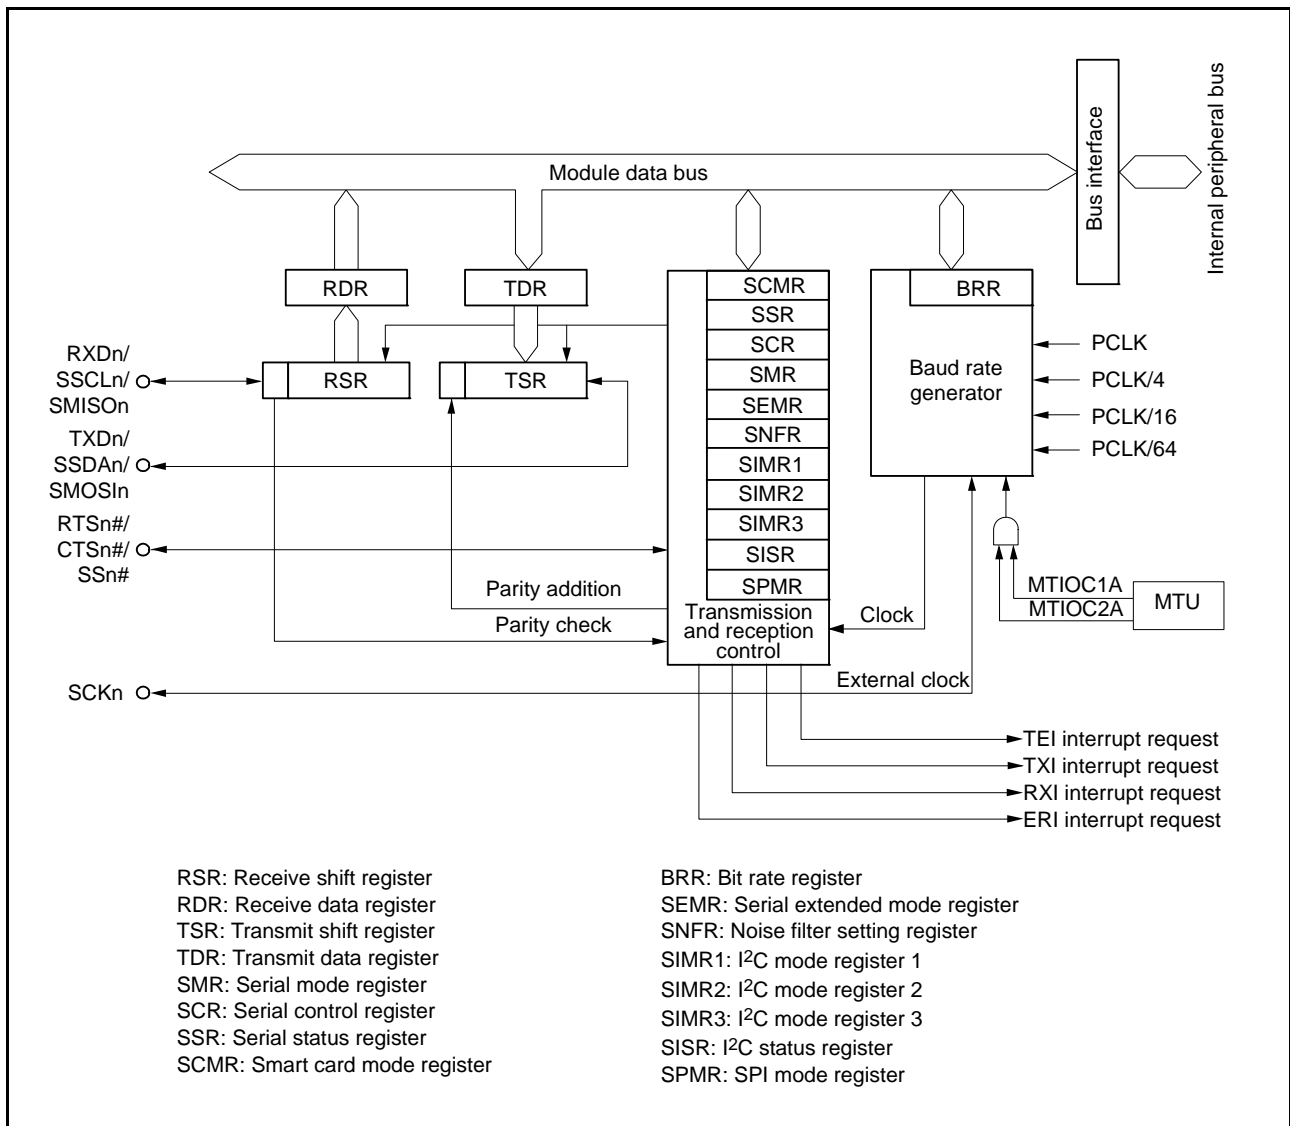 Module data bus
Bus interface
Internal peripheral bus
RDR
TDR
RSR
TSR
SCMR
SSR
SCR
SMR
SEMR
SNFR
SIMR1
SIMR2
SIMR3
SISR
SPMR
Transmission
and reception
control
BRR
Baud rate
generator
PCLK
PCLK/4
PCLK/16
PCLK/64
RXDn/
SSCLn/
SMISOn
TXDn/
SSDAn/
SMOSIn
RTSn#/
CTSn#/
SSn#
SCKn
Parity addition
Parity check
Clock
External clock
MTIOC1A
MTIOC2A
MTU
TEI interrupt request
TXI interrupt request
RXI interrupt request
ERI interrupt request
RSR: Receive shift register
RDR: Receive data register
TSR: Transmit shift register
TDR: Transmit data register
SMR: Serial mode register
SCR: Serial control register
SSR: Serial status register
SCMR: Smart card mode register
BRR: Bit rate register
SEMR: Serial extended mode register
SNFR: Noise filter setting register
SIMR1: I²C mode register 1
SIMR2: I²C mode register 2
SIMR3: I²C mode register 3
SISR: I²C status register
SPMR: SPI mode register